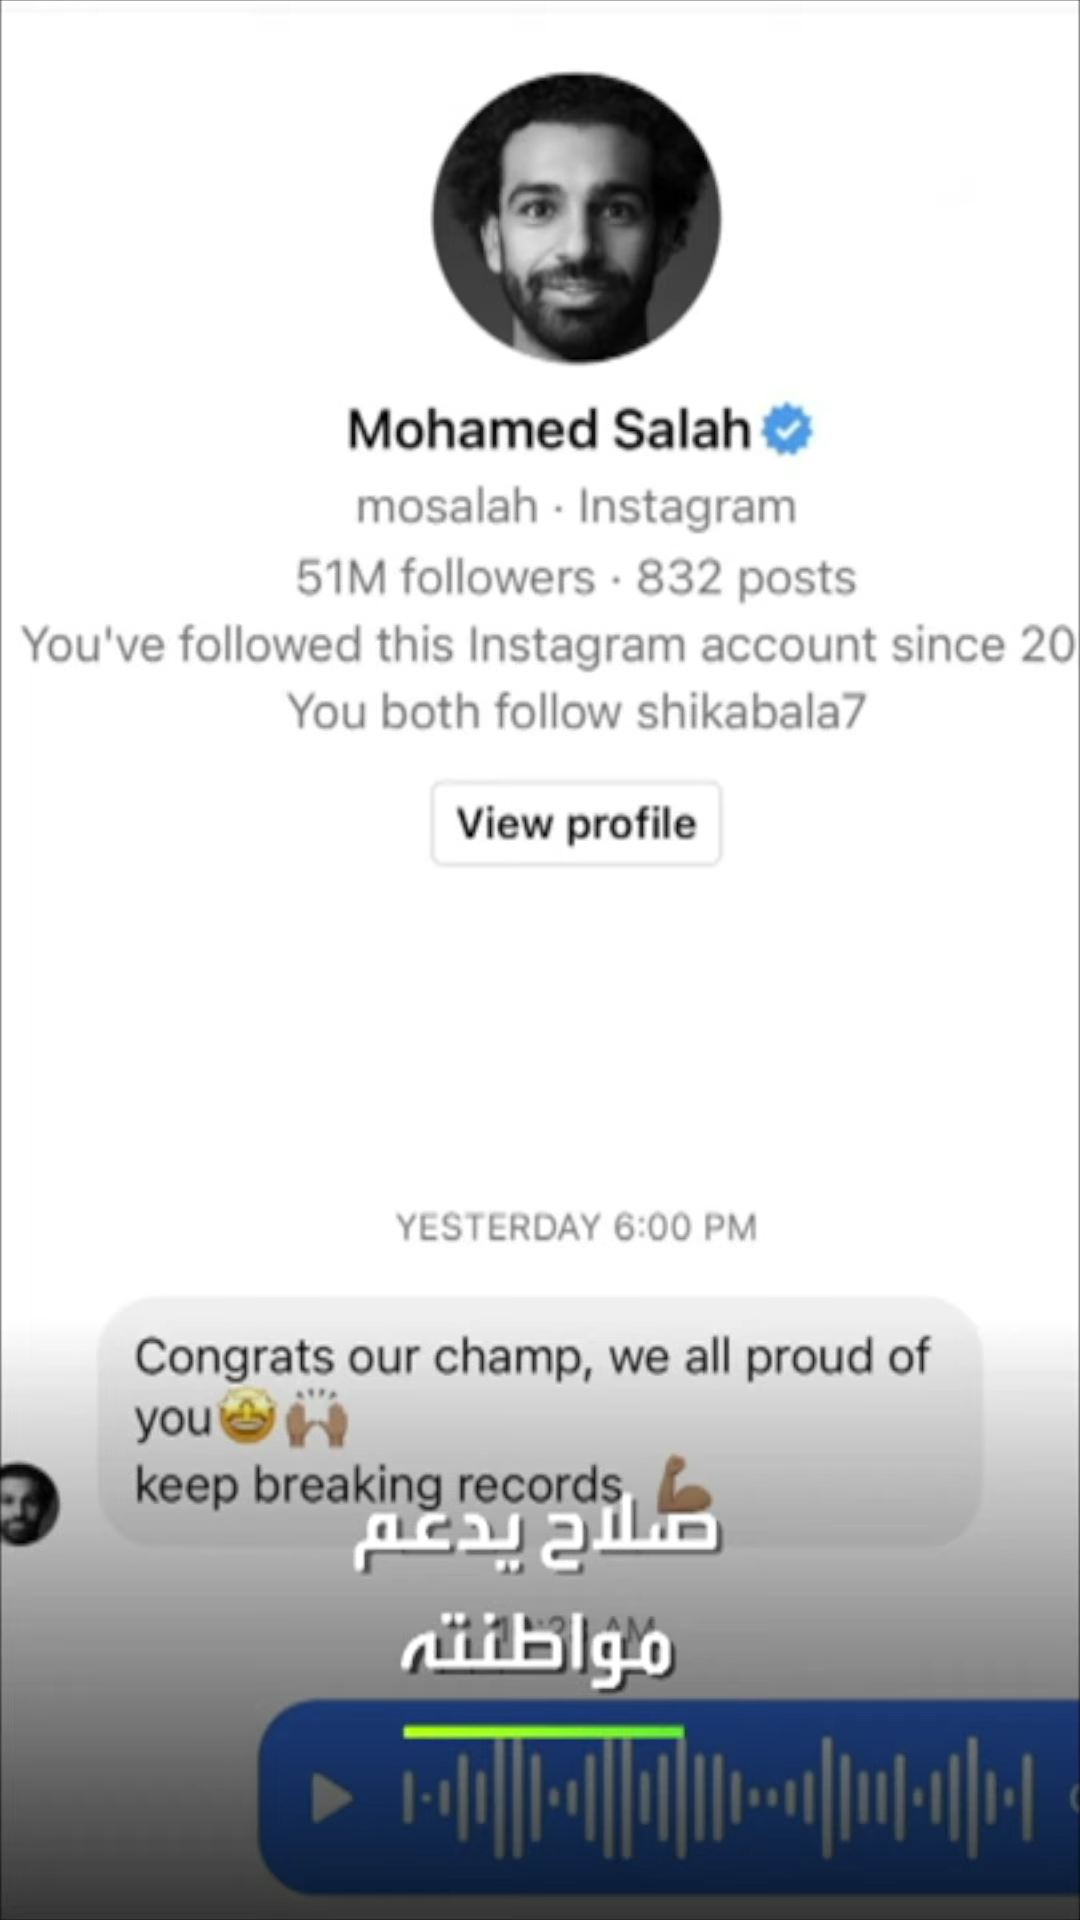 Mohamed Salah
mosalah · Instagram
51M followers · 832 posts
You've followed this Instagram account since 20
You both follow shikabala7
View profile
YESTERDAY 6:00 PM
Congrats our champ, we all proud of
you🤩🙌🏽
keep breaking records 💪🏾
صلاح يدعم
مواطنته
AM